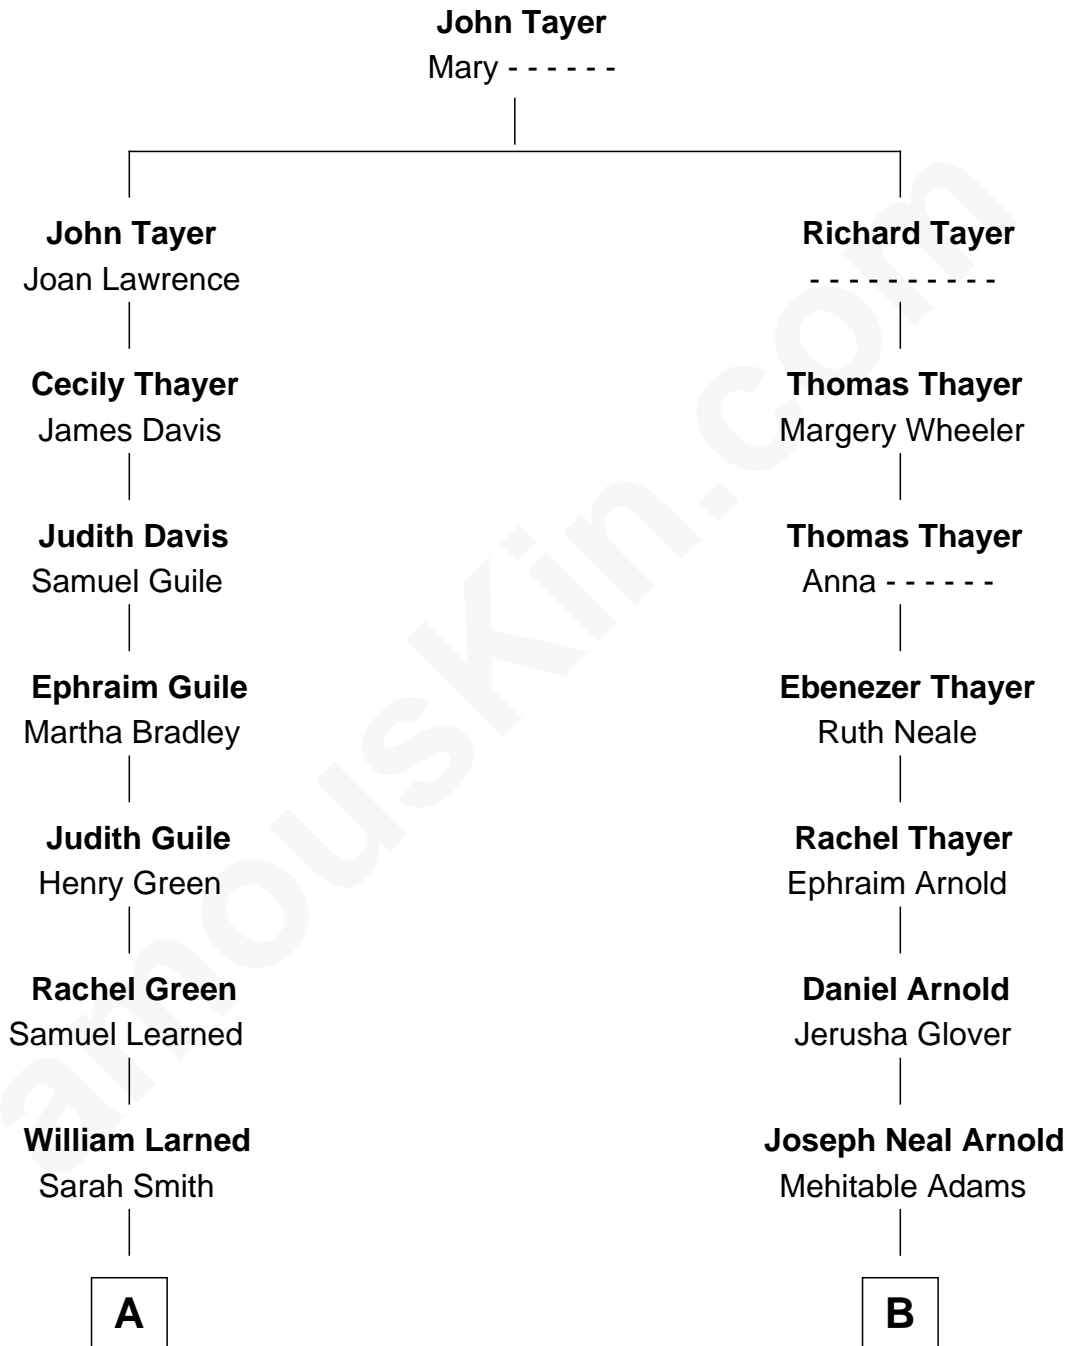 John Tayer
Mary - - - - - -
John Tayer
Joan Lawrence
Richard Tayer
- - - - - - - - - -
Cecily Thayer
James Davis
Thomas Thayer
Margery Wheeler
Judith Davis
Samuel Guile
Thomas Thayer
Anna - - - - - -
Ephraim Guile
Martha Bradley
Ebenezer Thayer
Ruth Neale
Judith Guile
Henry Green
Rachel Thayer
Ephraim Arnold
Rachel Green
Samuel Learned
Daniel Arnold
Jerusha Glover
William Larned
Sarah Smith
Joseph Neal Arnold
Mehitable Adams
A
B
amouskin.com